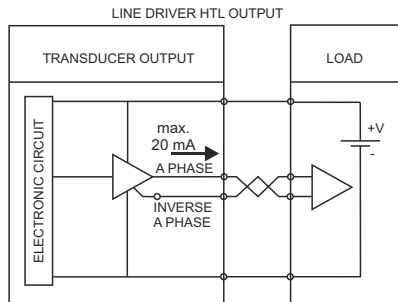 LINE DRIVER HTL OUTPUT
TRANSDUCER OUTPUT
LOAD
ELECTRONIC CIRCUIT
max.
20 mA
A PHASE
INVERSE
A PHASE
+V
-